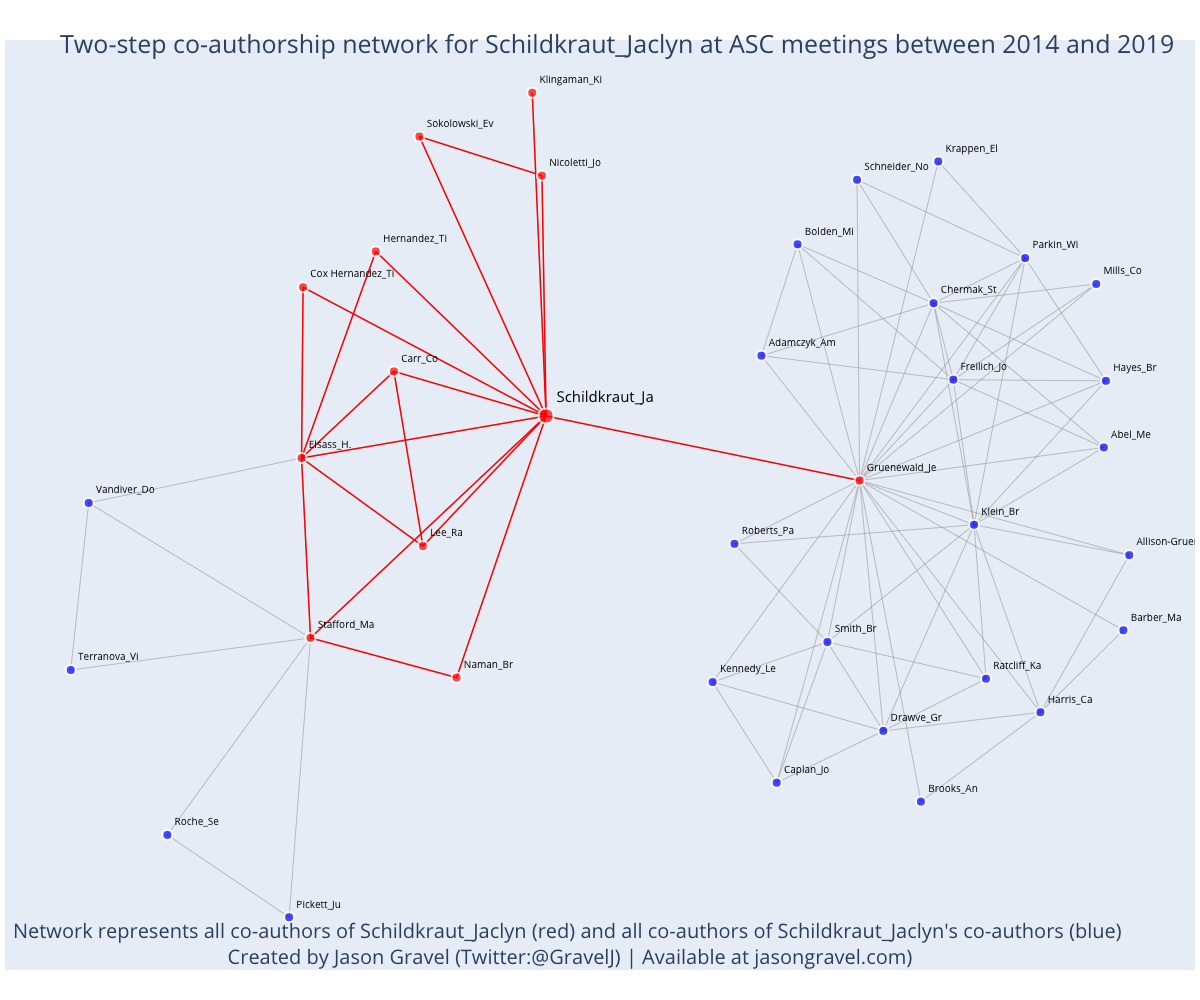 Two-step co-authorship network for Schildkraut_Jaclyn at ASC meetings between 2014 and 2019
Klingaman_Ki
Sokolowski_Ev
Nicoletti_Jo
Krappen_El
Schneider_No
Bolden_Mi
Hernandez_Ti
Parkin_Wi
Cox Hernandez_Ti
Mills_Co
Chermak_St
Adamczyk_Am
Carr_Co
Freilich_Jo
Hayes_Br
Schildkraut_Ja
Elsass_H.
Abel_Me
Gruenewald_Je
Vandiver_Do
Klein_Br
Lee_Ra
Roberts_Pa
Allison-Gruen
Stafford_Ma
Smith_Br
Barber_Ma
Terranova_Vi
Naman_Br
Kennedy_Le
Ratcliff_Ka
Harris_Ca
Drawve_Gr
Caplan_Jo
Brooks_An
Roche_Se
Pickett_Ju
Network represents all co-authors of Schildkraut_Jaclyn (red) and all co-authors of Schildkraut_Jaclyn's co-authors (blue)
Created by Jason Gravel (Twitter:@GravelJ) | Available at jasongravel.com)